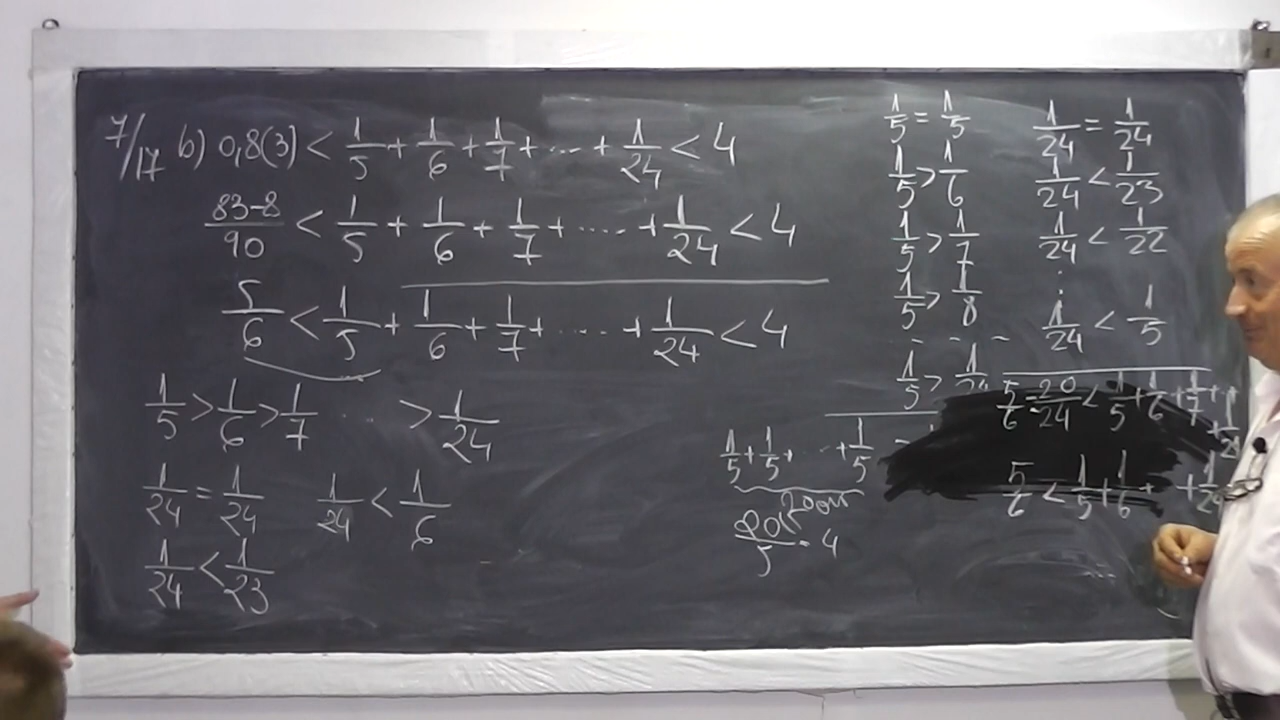 7/17 b) 0,8(3) < 1/5 + 1/6 + 1/7 + ... + 1/24 < 4
83-8/90 < 1/5 + 1/6 + 1/7 + .... + 1/24 < 4
5/6 < 1/5 + 1/6 + 1/7 + .... + 1/24 < 4
1/5 > 1/6 > 1/7 ... > 1/24
1/24 = 1/24 1/24 < 1/6
1/24 < 1/23
1/5 + 1/5 + ... + 1/5
20/5 = 4
1/5 = 1/5
1/5 > 1/6
1/5 > 1/7
1/5 > 1/8
- - - -
1/5 > 1/24
1/24 = 1/24
1/24 < 1/23
1/24 < 1/22
:
1/24 < 1/5
5/6 = 20/24 < 1/5 + 1/6 + 1/7 + ..
5/6 < 1/5 + 1/6 + + 1/24